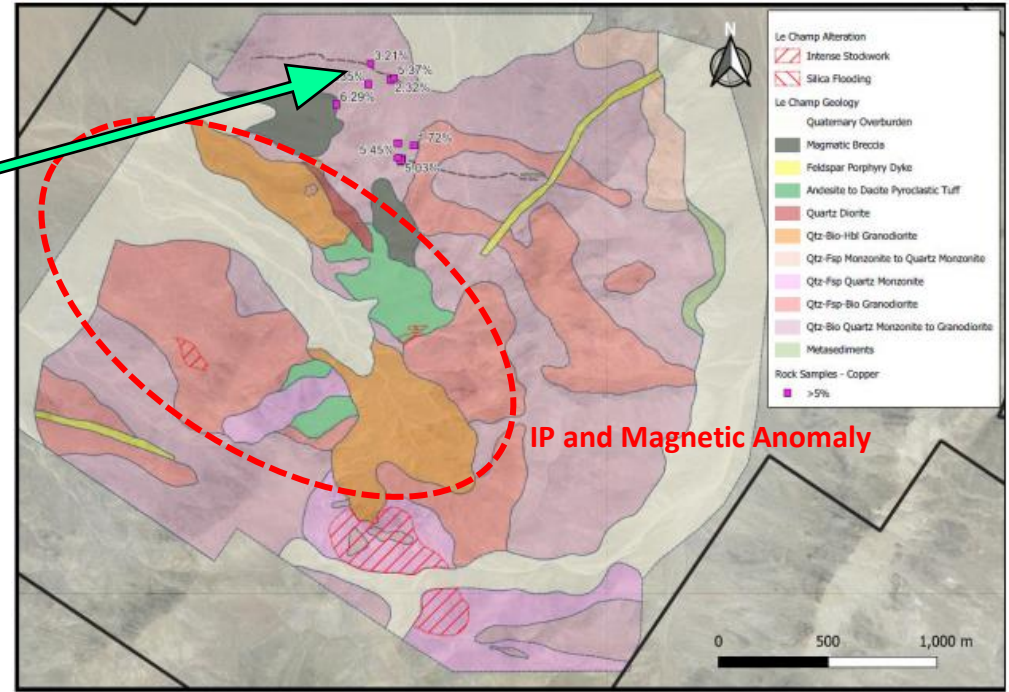 3.21%
5.37%
2.32%
6.29%
5.45%
5.03%
IP and Magnetic Anomaly
N
Le Champ Alteration
Intense Stockwork
Silica Flooding
Le Champ Geology
Quaternary Overburden
Magmatic Breccia
Feldspar Porphyry Dyke
Andesite to Dacite Pyroclastic Tuff
Quartz Diorite
Qtz-Bio-Hbl Granodiorite
Qtz-Fsp Monzonite to Quartz Monzonite
Qtz-Fsp Quartz Monzonite
Qtz-Fsp-Bio Granodiorite
Qtz-Bio Quartz Monzonite to Granodiorite
Metasediments
Rock Samples - Copper
>5%
0 500 1,000 m